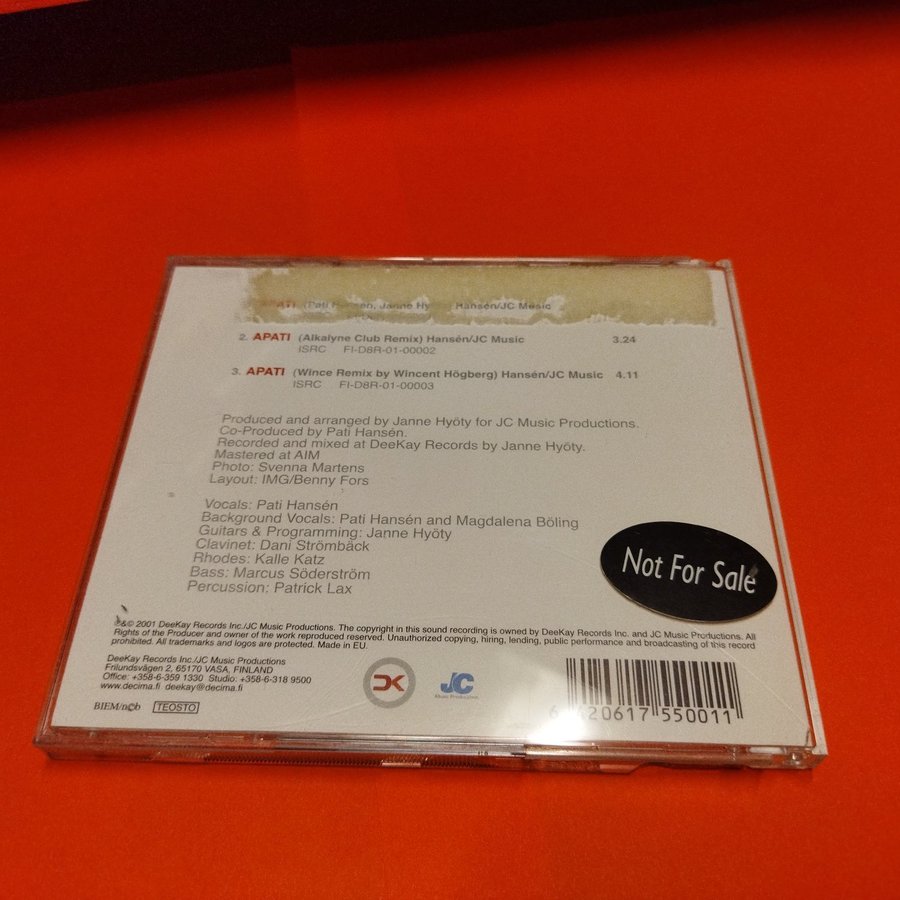 APATI (Pati Hansén, Janne Hy Hansén/JC Music
2. APATI (Alkalyne Club Remix) Hansén/JC Music 3.24
ISRC FI-D8R-01-00002
3. APATI (Wince Remix by Wincent Högberg) Hansén/JC Music 4.11
ISRC FI-D8R-01-00003
Produced and arranged by Janne Hyöty for JC Music Productions.
Co-Produced by Pati Hansén.
Recorded and mixed at DeeKay Records by Janne Hyöty.
Mastered at AIM
Photo: Svenna Martens
Layout: IMG/Benny Fors
Vocals: Pati Hansén
Background Vocals: Pati Hansén and Magdalena Böling
Guitars & Programming: Janne Hyöty
Clavinet: Dani Strömbäck
Rhodes: Kalle Katz
Bass: Marcus Söderström
Percussion: Patrick Lax
Not For Sale
℗&© 2001 DeeKay Records Inc./JC Music Productions. The copyright in this sound recording is owned by DeeKay Records Inc. and JC Music Productions. All
Rights of the Producer and owner of the work reproduced reserved. Unauthorized copying, hiring, lending, public performance and broadcasting of this record
prohibited. All trademarks and logos are protected. Made in EU.
DeeKay Records Inc./JC Music Productions
Frilundsvägen 2, 65170 VASA, FINLAND
Office: +358-6-359 1330 Studio: +358-6-318 9500
www.decima.fi deekay@decima.fi
BIEM/n©b TEOSTO
DK
JC
Music Productions
6 420617 550011